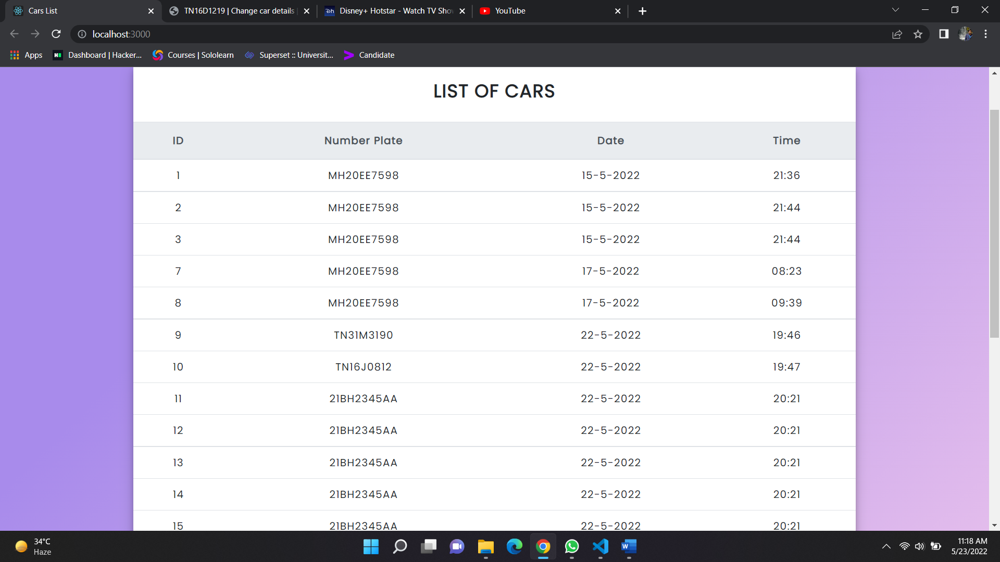 Cars List
TN16D1219 | Change car details
Disney+ Hotstar - Watch TV Sho
YouTube
localhost:3000
Apps
Dashboard | Hacker...
Courses | Sololearn
Superset :: Universit...
Candidate
LIST OF CARS
ID Number Plate Date Time
1 MH20EE7598 15-5-2022 21:36
2 MH20EE7598 15-5-2022 21:44
3 MH20EE7598 15-5-2022 21:44
7 MH20EE7598 17-5-2022 08:23
8 MH20EE7598 17-5-2022 09:39
9 TN31M3190 22-5-2022 19:46
10 TN16J0812 22-5-2022 19:47
11 21BH2345AA 22-5-2022 20:21
12 21BH2345AA 22-5-2022 20:21
13 21BH2345AA 22-5-2022 20:21
14 21BH2345AA 22-5-2022 20:21
15 21BH2345AA 22-5-2022 20:21
34°C
Haze
11:18 AM
5/23/2022